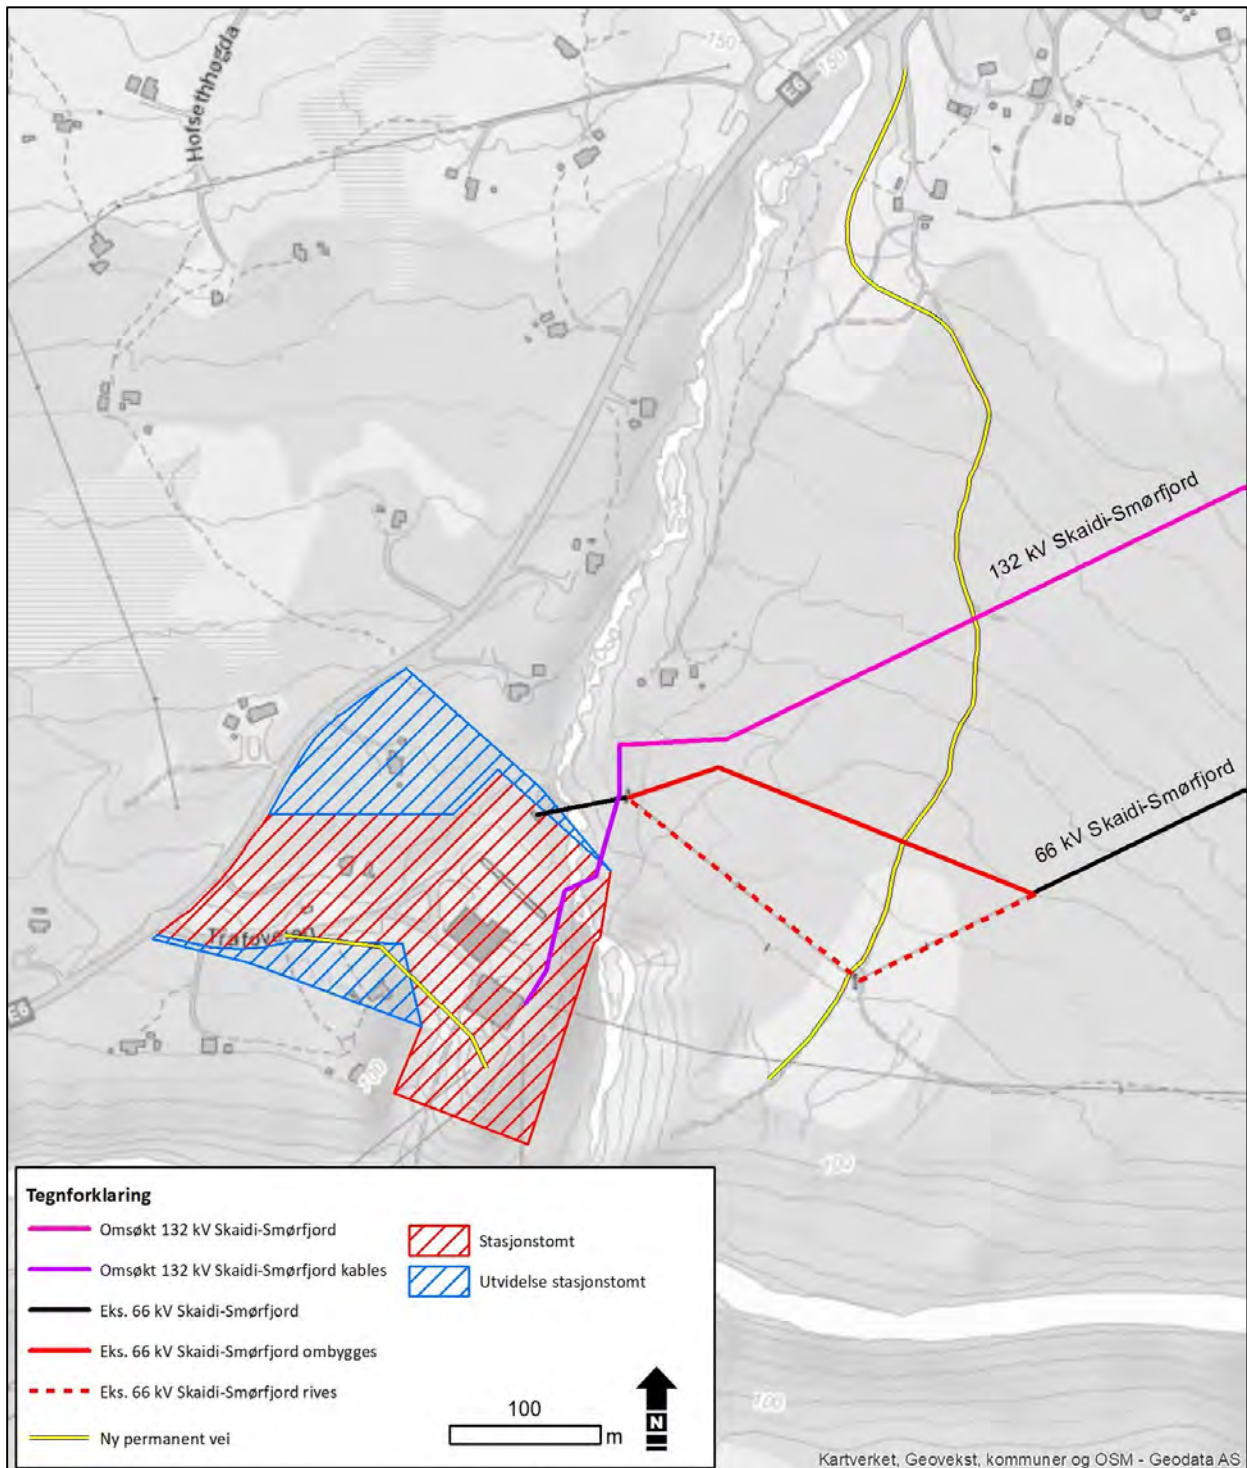 150
E6
150
Hofsethhøgda
132 kV Skaidi-Smørfjord
66 kV Skaidi-Smørfjord
Trafoveien
E6
100
100
Tegnforklaring
Omsøkt 132 kV Skaidi-Smørfjord
Omsøkt 132 kV Skaidi-Smørfjord kables
Eks. 66 kV Skaidi-Smørfjord
Eks. 66 kV Skaidi-Smørfjord ombygges
Eks. 66 kV Skaidi-Smørfjord rives
Ny permanent vei
Stasjonstomt
Utvidelse stasjonstomt
100
m
N
100
Kartverket, Geovekst, kommuner og OSM - Geodata AS